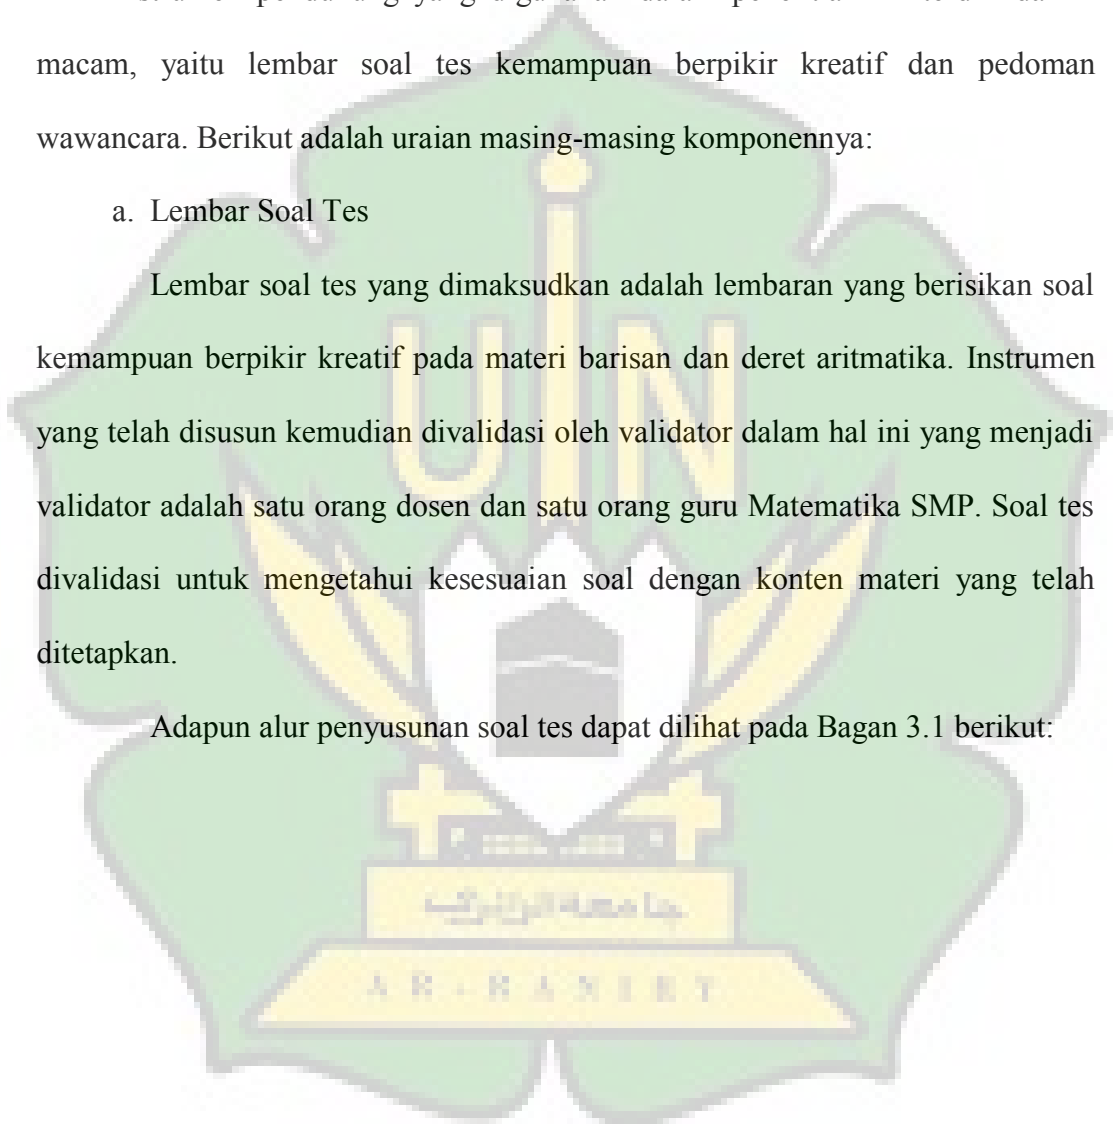 macam, yaitu lembar soal tes kemampuan berpikir kreatif dan pedoman
wawancara. Berikut adalah uraian masing-masing komponennya:
a. Lembar Soal Tes
Lembar soal tes yang dimaksudkan adalah lembaran yang berisikan soal
kemampuan berpikir kreatif pada materi barisan dan deret aritmatika. Instrumen
yang telah disusun kemudian divalidasi oleh validator dalam hal ini yang menjadi
validator adalah satu orang dosen dan satu orang guru Matematika SMP. Soal tes
divalidasi untuk mengetahui kesesuaian soal dengan konten materi yang telah
ditetapkan.
Adapun alur penyusunan soal tes dapat dilihat pada Bagan 3.1 berikut:
UIN
جامعة الرانيري
AR-RANIRY